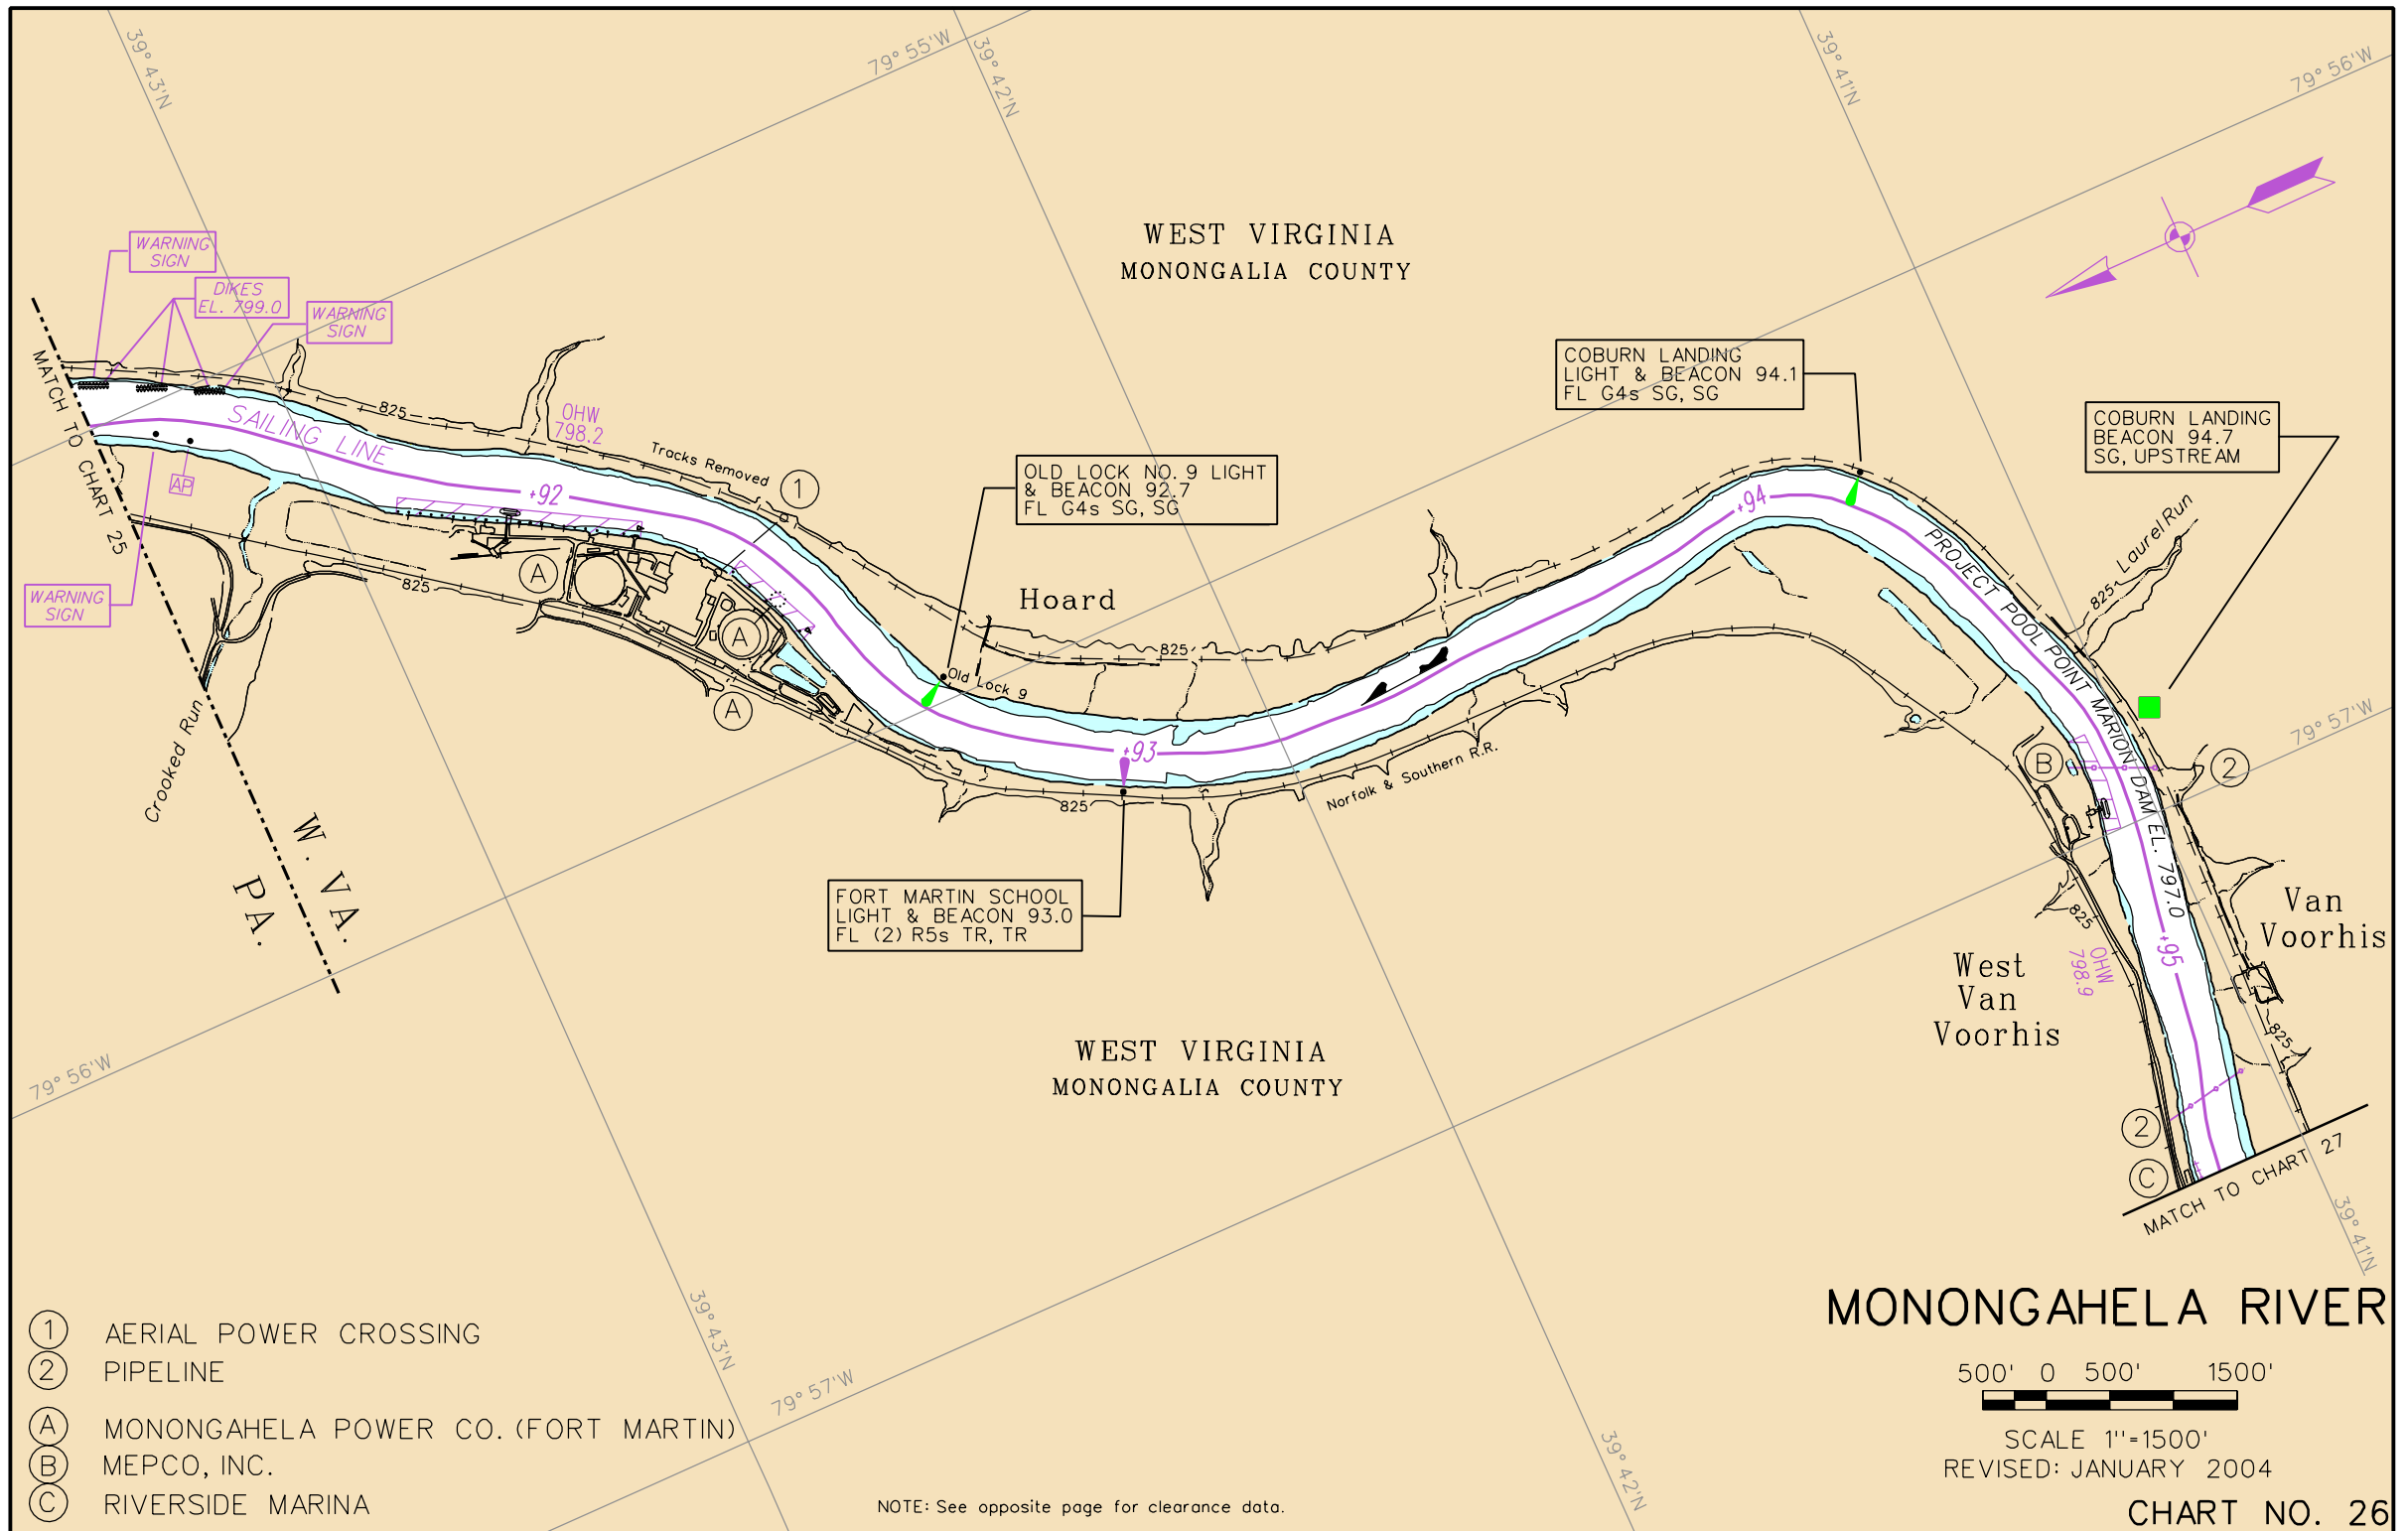 39° 43'N
79° 55'W
39° 42'N
39° 41'N
79° 56'W
WARNING
SIGN
DIKES
EL. 799.0
WARNING
SIGN
WEST VIRGINIA
MONONGALIA COUNTY
MATCH TO CHART 25
SAILING LINE
825
OHW
798.2
Tracks Removed
1
AP
+92
A
825
WARNING
SIGN
A
A
Crooked Run
W. VA.
PA.
OLD LOCK NO. 9 LIGHT
& BEACON 92.7
FL G4s SG, SG
Old Lock 9
Hoard
825
+93
825
Norfolk & Southern R.R.
FORT MARTIN SCHOOL
LIGHT & BEACON 93.0
FL (2) R5s TR, TR
COBURN LANDING
LIGHT & BEACON 94.1
FL G4s SG, SG
+94
COBURN LANDING
BEACON 94.7
SG, UPSTREAM
Laurel Run
825
PROJECT POOL POINT MARION DAM EL. 797.0
79° 57'W
B
2
825
Van
Voorhis
+95
OHW
798.9
West
Van
Voorhis
825
2
C
MATCH TO CHART 27
39° 41'N
WEST VIRGINIA
MONONGALIA COUNTY
79° 56'W
39° 43'N
79° 57'W
39° 42'N
1 AERIAL POWER CROSSING
2 PIPELINE
A MONONGAHELA POWER CO. (FORT MARTIN)
B MEPCO, INC.
C RIVERSIDE MARINA
NOTE: See opposite page for clearance data.
MONONGAHELA RIVER
500' 0 500' 1500'
SCALE 1"=1500'
REVISED: JANUARY 2004
CHART NO. 26